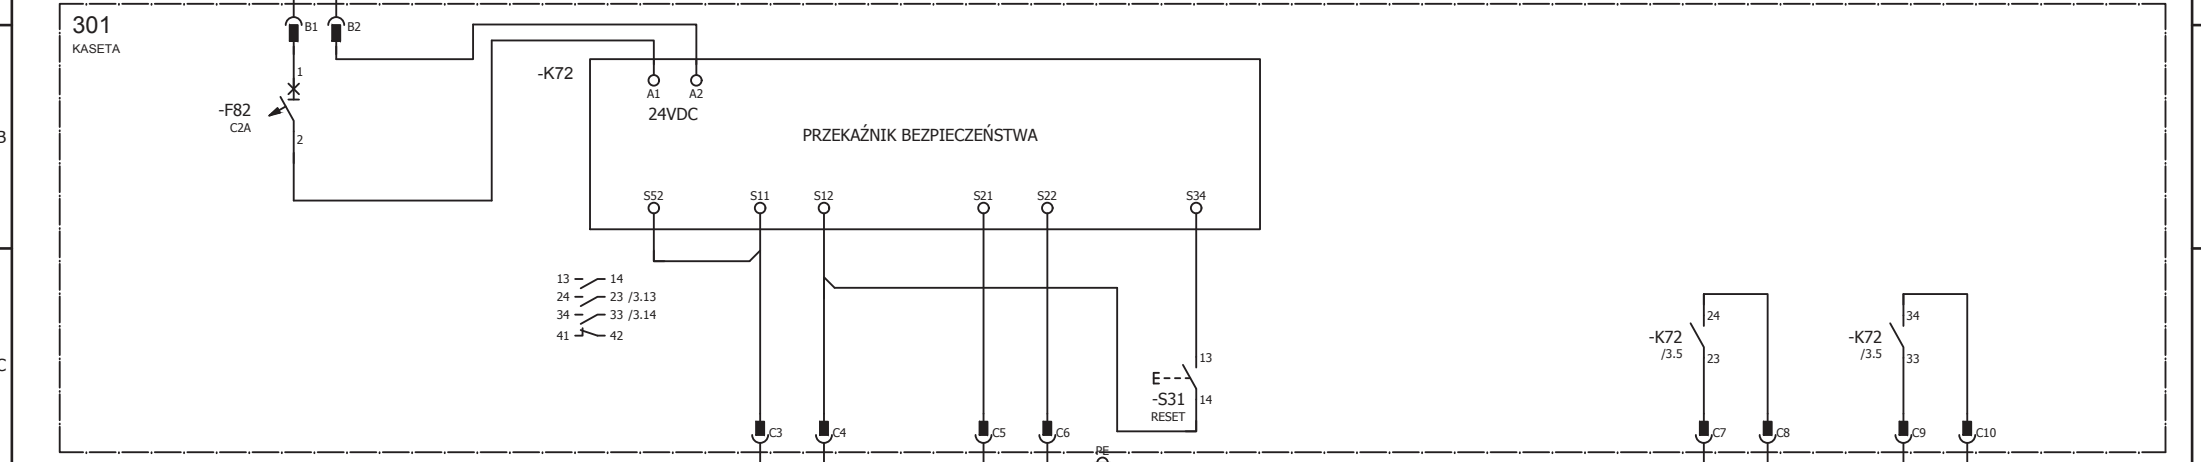 301
KASETA
B1
B2
1
-F82
C2A
2
-K72
A1
A2
24VDC
PRZEKAŹNIK BEZPIECZEŃSTWA
S52
S11
S12
S21
S22
S34
13 14
24 23 /3.13
34 33 /3.14
41 42
13
E
-S31
14
RESET
24
-K72
/3.5
23
34
-K72
/3.5
33
C3
C4
C5
C6
C7
C8
C9
C10
PE
B
C